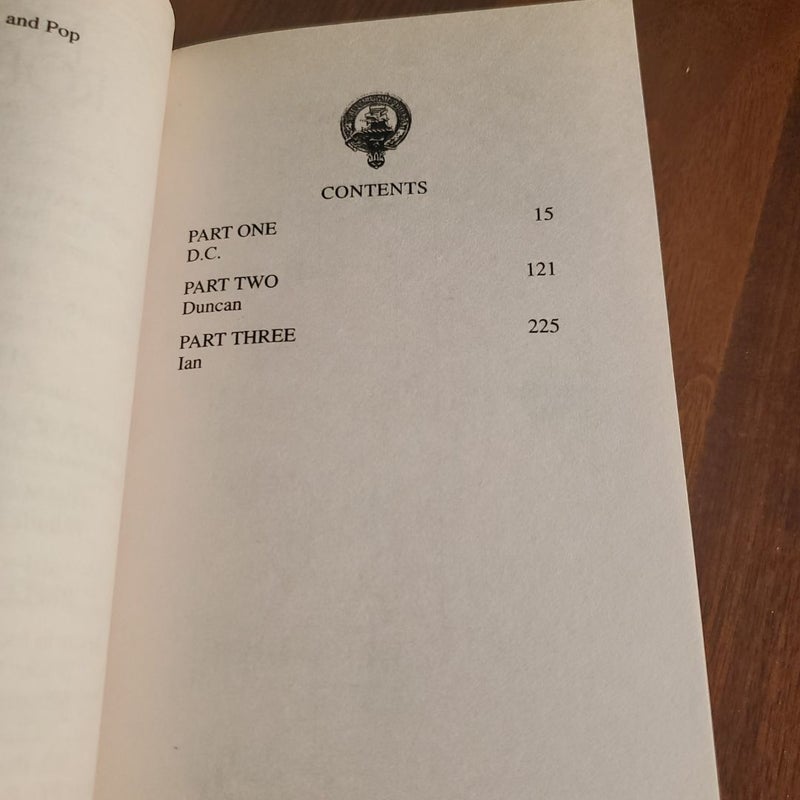 and Pop
CONTENTS
PART ONE 15
D.C.
PART TWO 121
Duncan
PART THREE 225
Ian